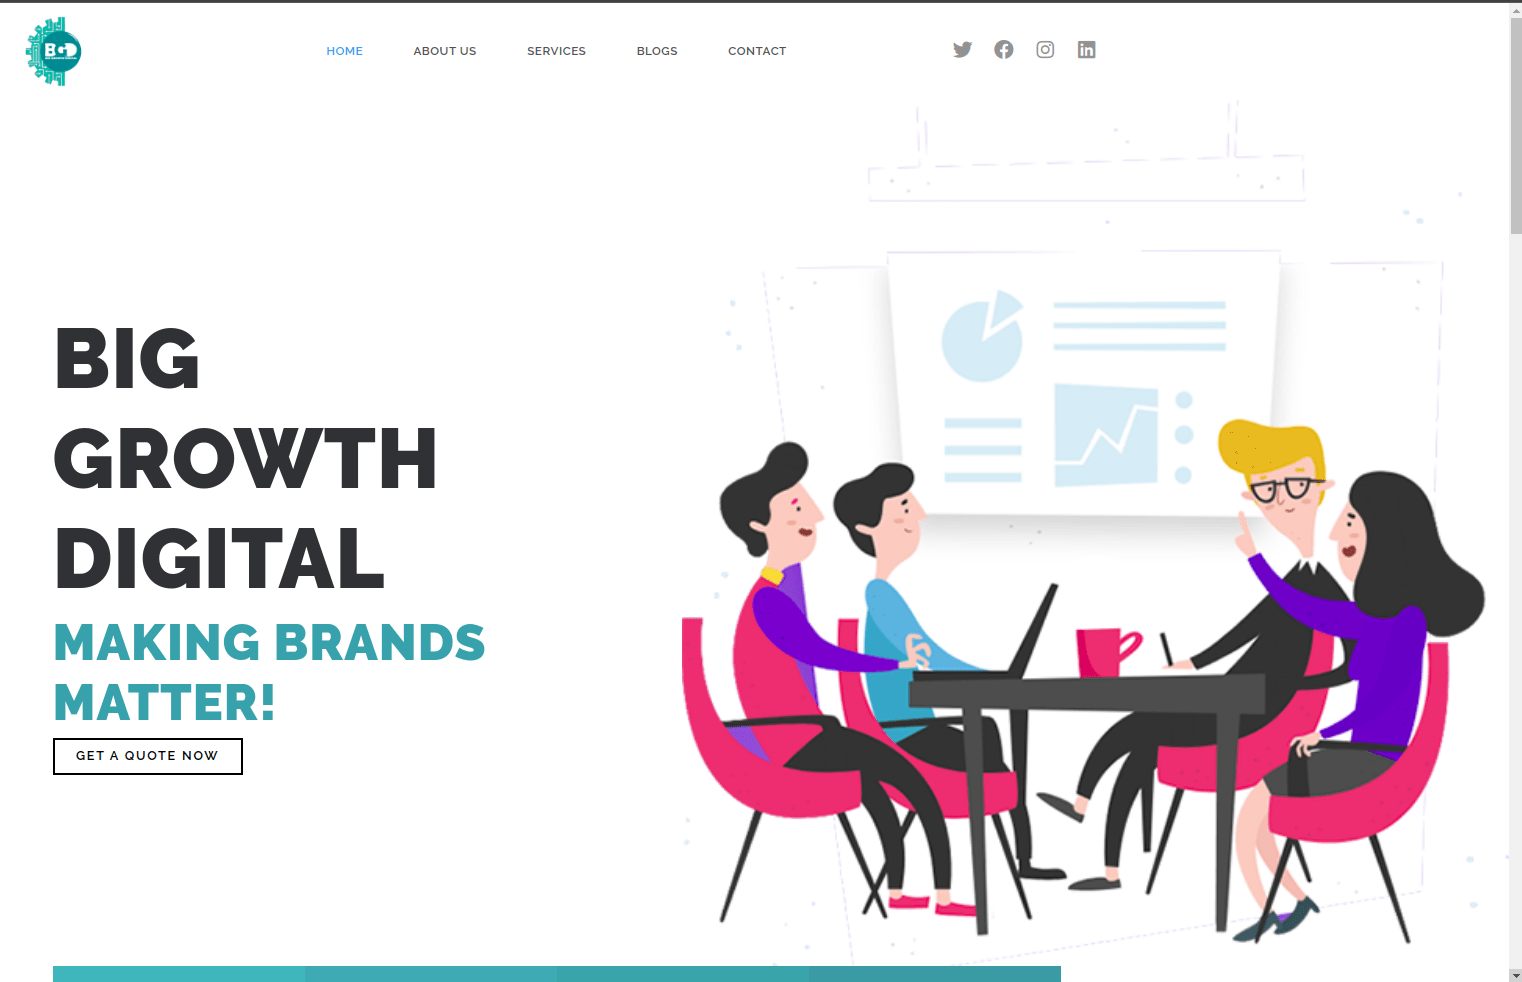 BGD
HOME ABOUT US SERVICES BLOGS CONTACT
BIG
GROWTH
DIGITAL
MAKING BRANDS
MATTER!
GET A QUOTE NOW